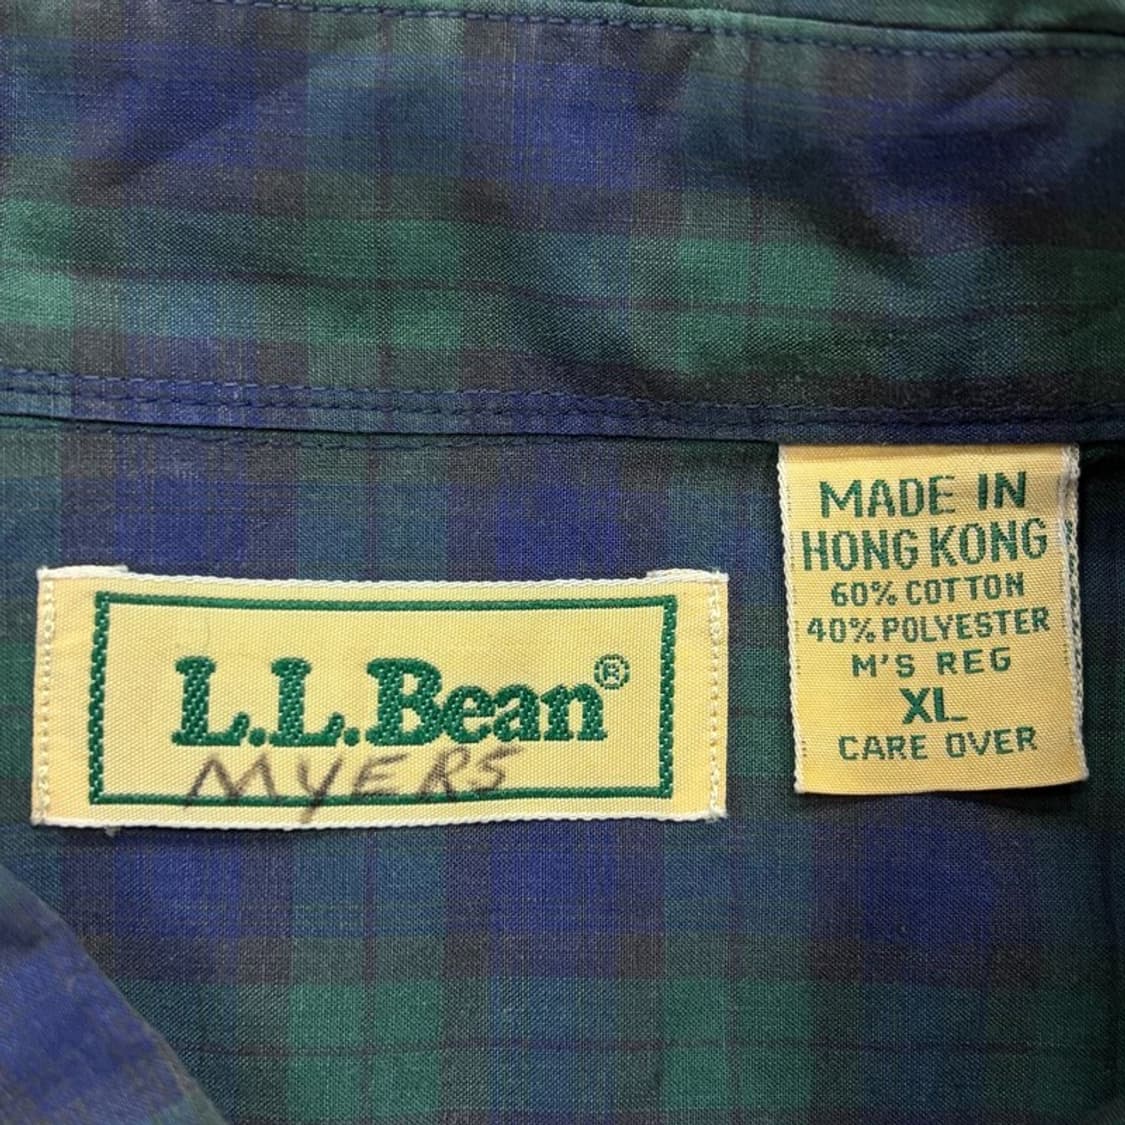 L.L.Bean®
MYERS
MADE IN
HONG KONG
60% COTTON
40% POLYESTER
M'S REG
XL
CARE OVER